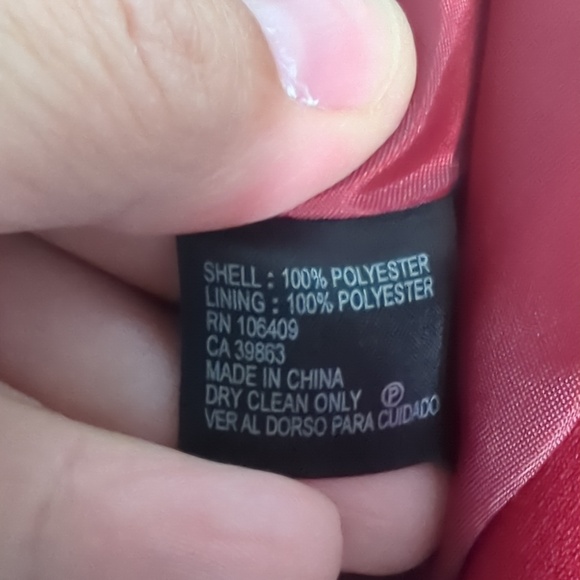 SHELL : 100% POLYESTER
LINING : 100% POLYESTER
RN 106409
CA 39863
MADE IN CHINA
DRY CLEAN ONLY Ⓟ
VER AL DORSO PARA CUIDADO